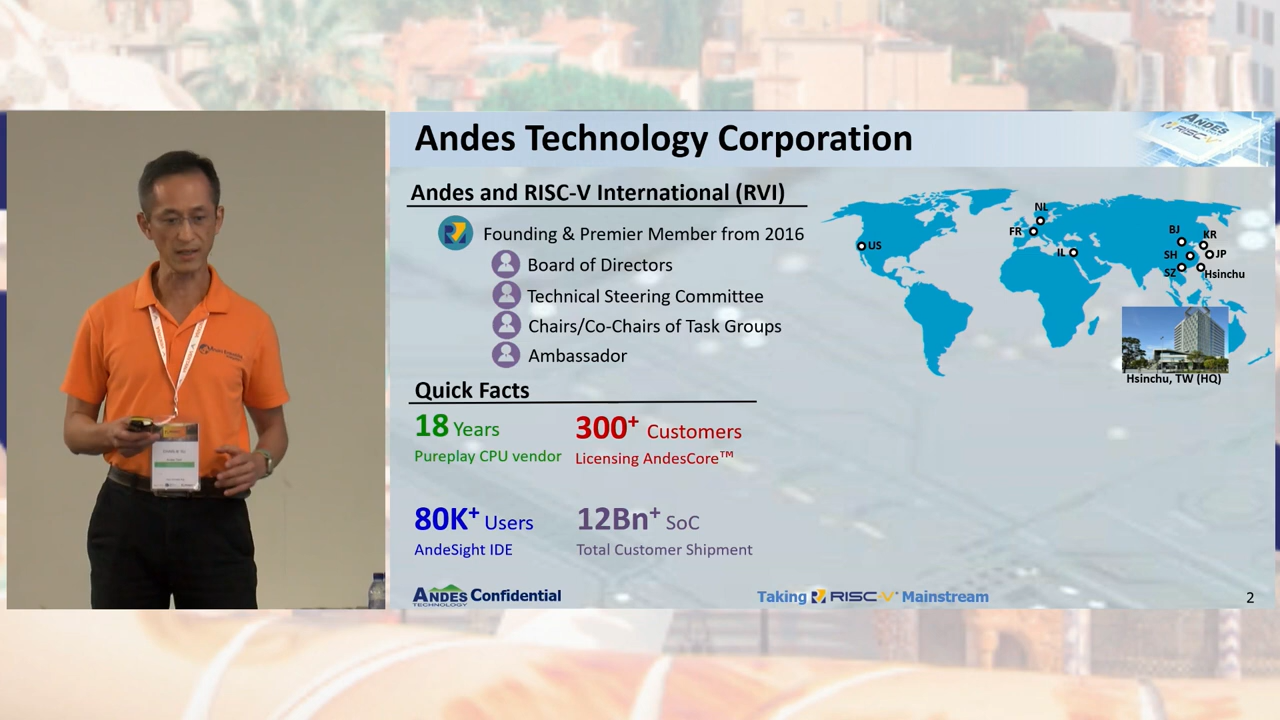 Andes Technology Corporation
ANDES
RISC-V
Andes and RISC-V International (RVI)
Founding & Premier Member from 2016
Board of Directors
Technical Steering Committee
Chairs/Co-Chairs of Task Groups
Ambassador
NL
FR
US
IL
BJ
KR
SH
JP
SZ
Hsinchu
Hsinchu, TW (HQ)
Quick Facts
18 Years
Pureplay CPU vendor
300+ Customers
Licensing AndesCore™
80K+ Users
AndeSight IDE
12Bn+ SoC
Total Customer Shipment
ANDES TECHNOLOGY Confidential
Taking RISC-V® Mainstream
2